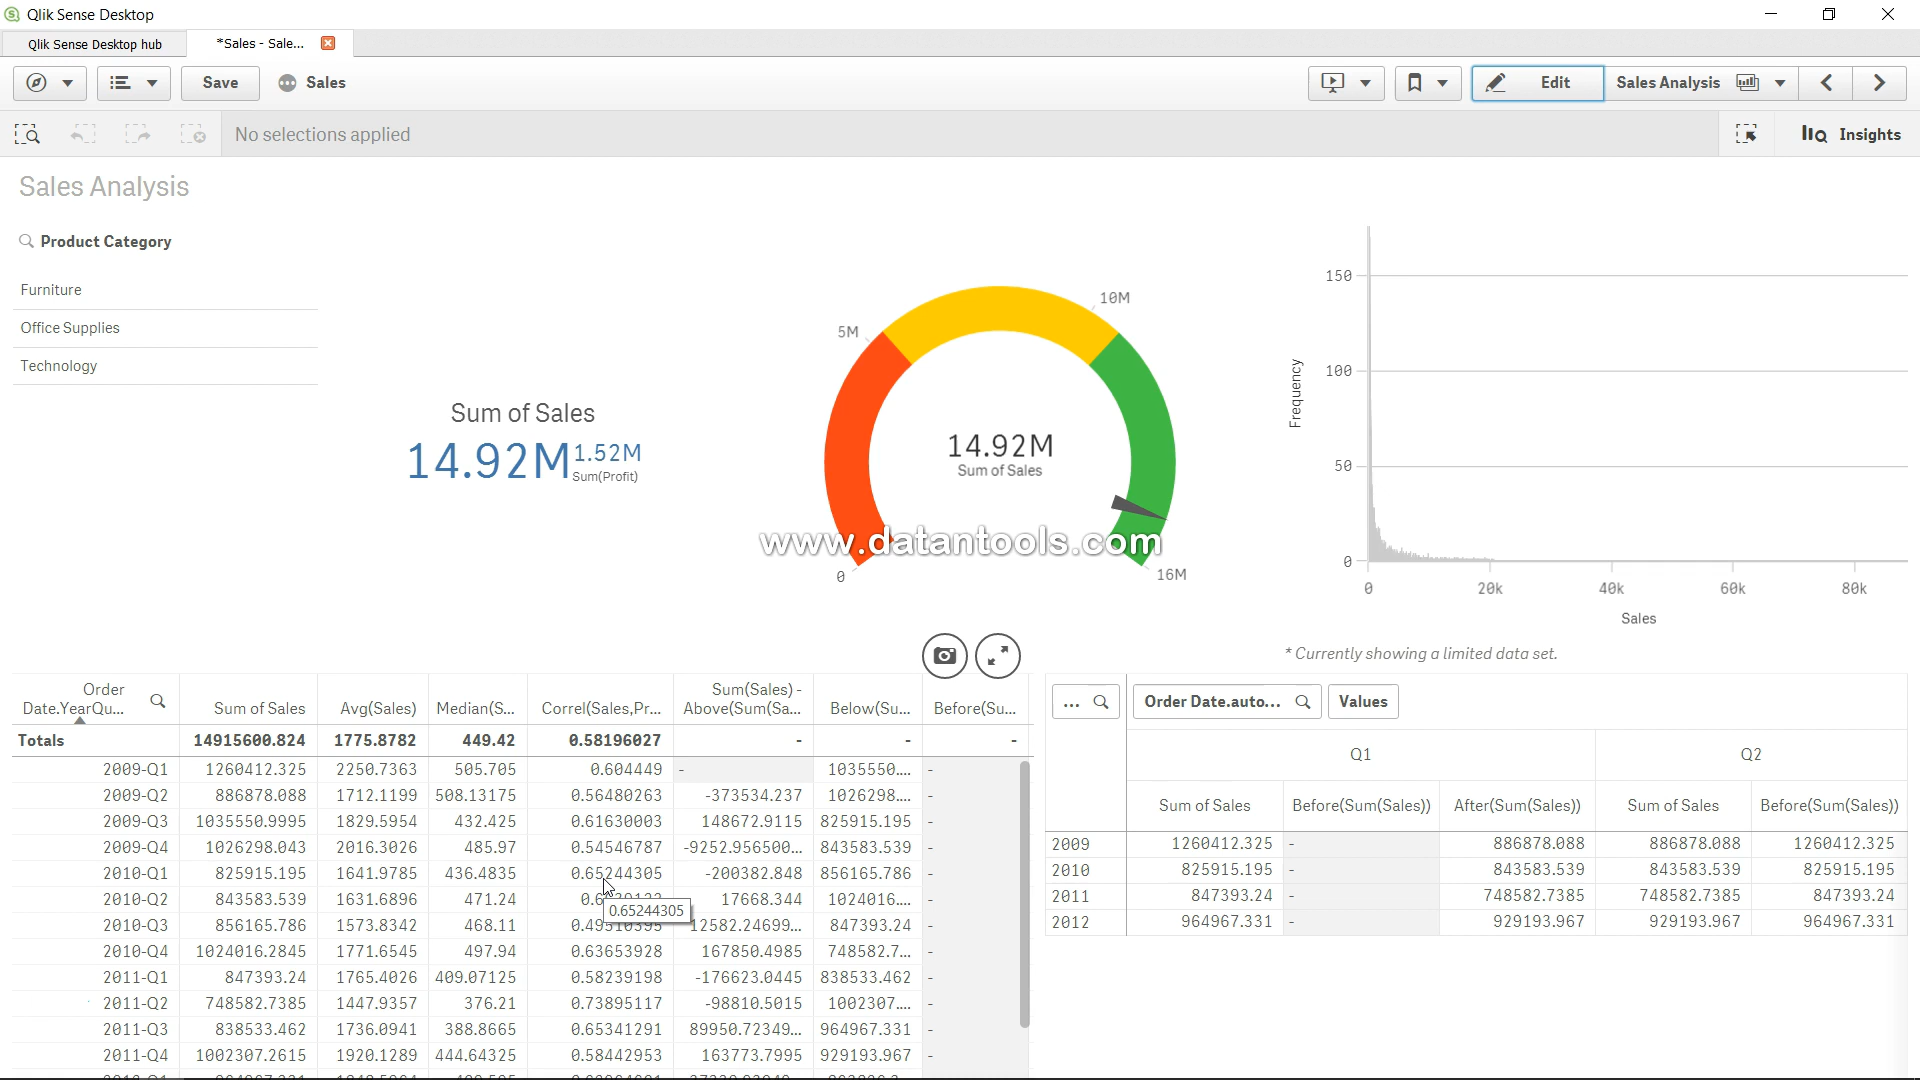 Qlik Sense Desktop
Qlik Sense Desktop hub
*Sales - Sale...
Save
Sales
Edit
Sales Analysis
No selections applied
Insights
Sales Analysis
Product Category
Furniture
Office Supplies
Technology
Sum of Sales
14.92M
1.52M
Sum(Profit)
5M
10M
14.92M
Sum of Sales
0
16M
www.datantools.com
150
100
50
0
Frequency
0 20k 40k 60k 80k
Sales
* Currently showing a limited data set.
Order
Date.YearQu... Sum of Sales Avg(Sales) Median(S... Correl(Sales,Pr... Sum(Sales) - Above(Sum(Sa... Below(Su... Before(Su...
Totals 14915600.824 1775.8782 449.42 0.58196027 - - -
2009-Q1 1260412.325 2250.7363 505.705 0.604449 - 1035550.... -
2009-Q2 886878.088 1712.1199 508.13175 0.56480263 -373534.237 1026298.... -
2009-Q3 1035550.9995 1829.5954 432.425 0.61630003 148672.9115 825915.195 -
2009-Q4 1026298.043 2016.3026 485.97 0.54546787 -9252.956500... 843583.539 -
2010-Q1 825915.195 1641.9785 436.4835 0.65244305 -200382.848 856165.786 -
2010-Q2 843583.539 1631.6896 471.24 17668.344 1024016.... -
0.65244305
2010-Q3 856165.786 1573.8342 468.11 12582.24699... 847393.24 -
2010-Q4 1024016.2845 1771.6545 497.94 0.63653928 167850.4985 748582.7... -
2011-Q1 847393.24 1765.4026 409.07125 0.58239198 -176623.0445 838533.462 -
2011-Q2 748582.7385 1447.9357 376.21 0.73895117 -98810.5015 1002307.... -
2011-Q3 838533.462 1736.0941 388.8665 0.65341291 89950.72349... 964967.331 -
2011-Q4 1002307.2615 1920.1289 444.64325 0.58442953 163773.7995 929193.967 -
... Order Date.auto... Values
Q1 Q2
Sum of Sales Before(Sum(Sales)) After(Sum(Sales)) Sum of Sales Before(Sum(Sales))
2009 1260412.325 - 886878.088 886878.088 1260412.325
2010 825915.195 - 843583.539 843583.539 825915.195
2011 847393.24 - 748582.7385 748582.7385 847393.24
2012 964967.331 - 929193.967 929193.967 964967.331